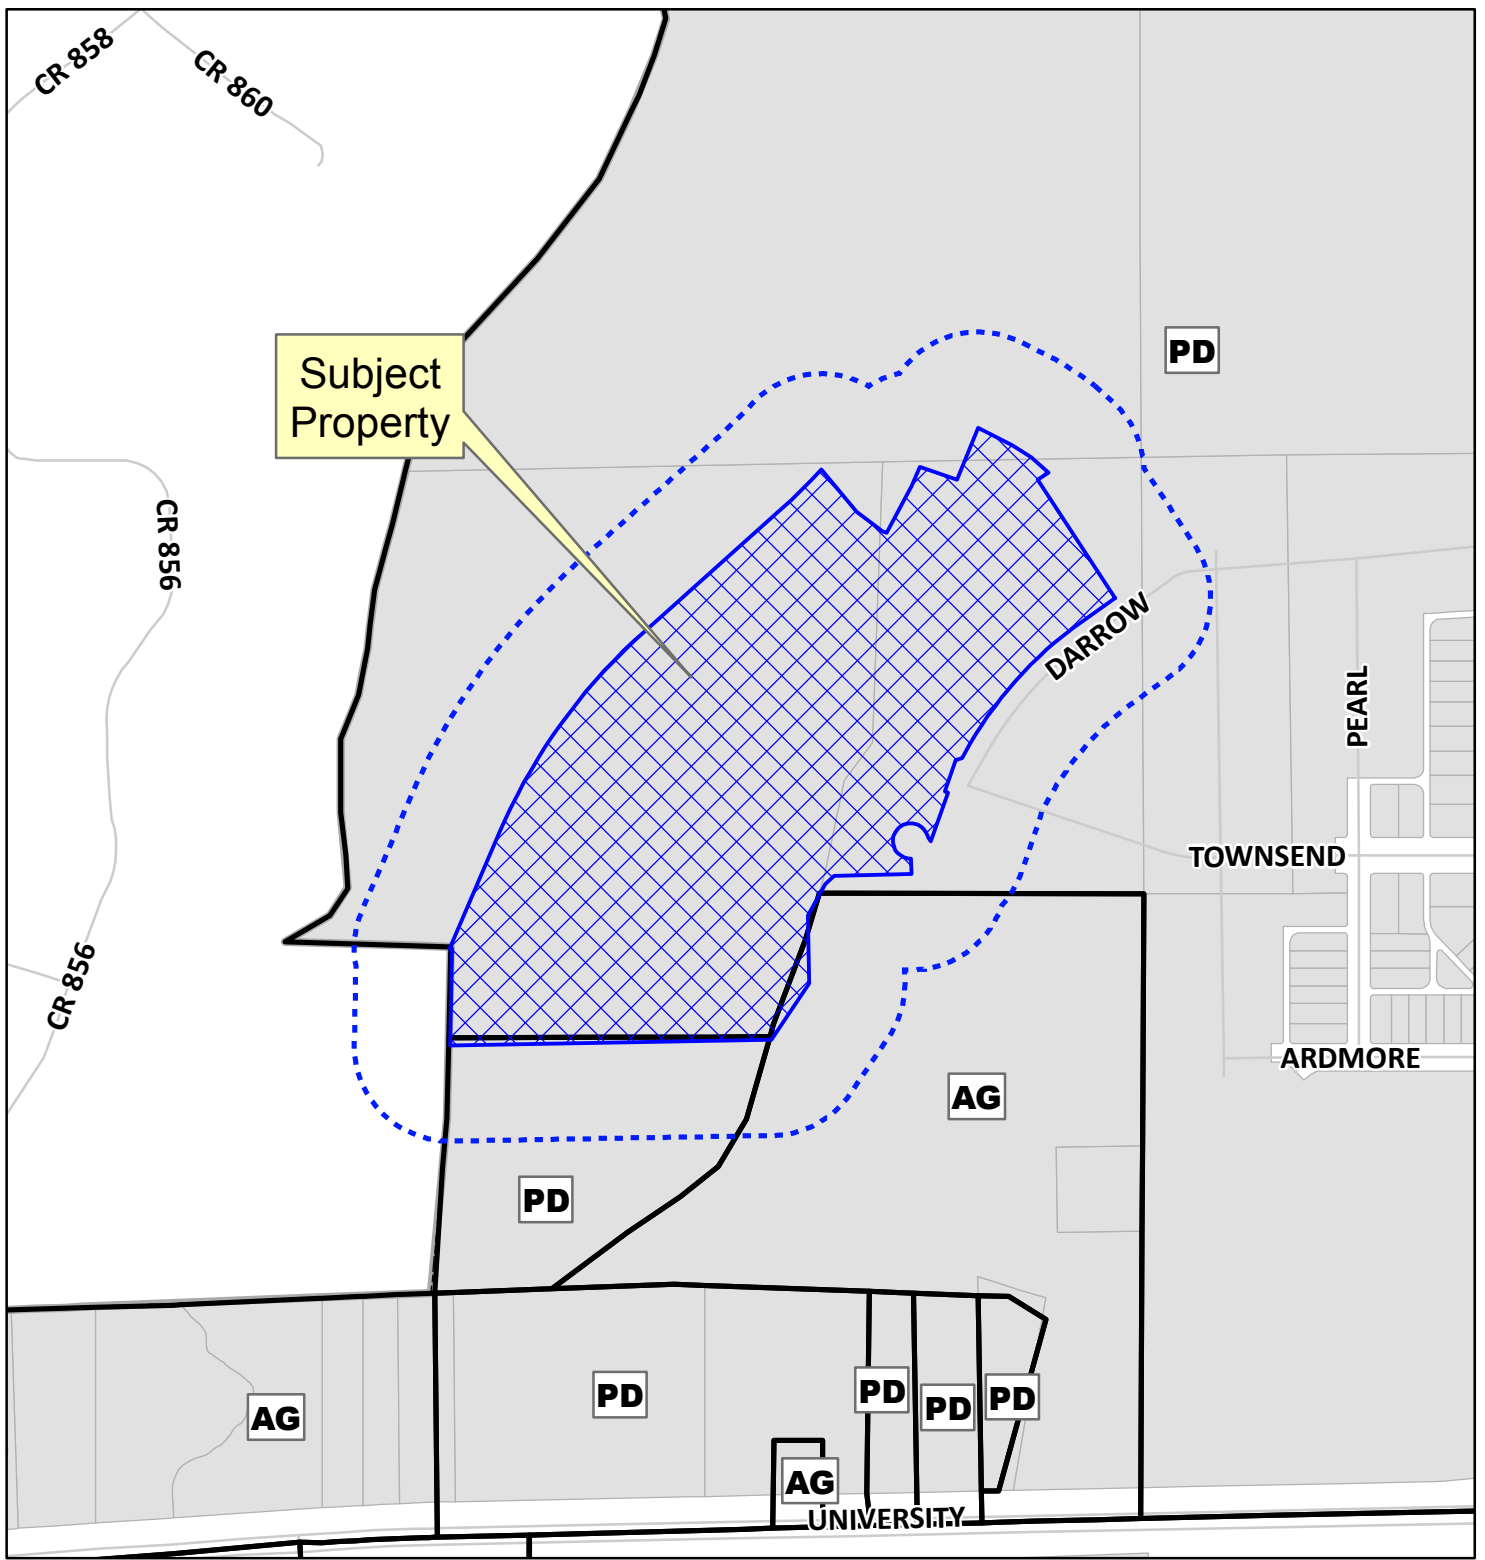 CR 858
CR 860
PD
Subject
Property
CR 856
DARROW
PEARL
TOWNSEND
CR 856
ARDMORE
AG
PD
PD
PD
PD
PD
AG
AG
UNIVERSITY